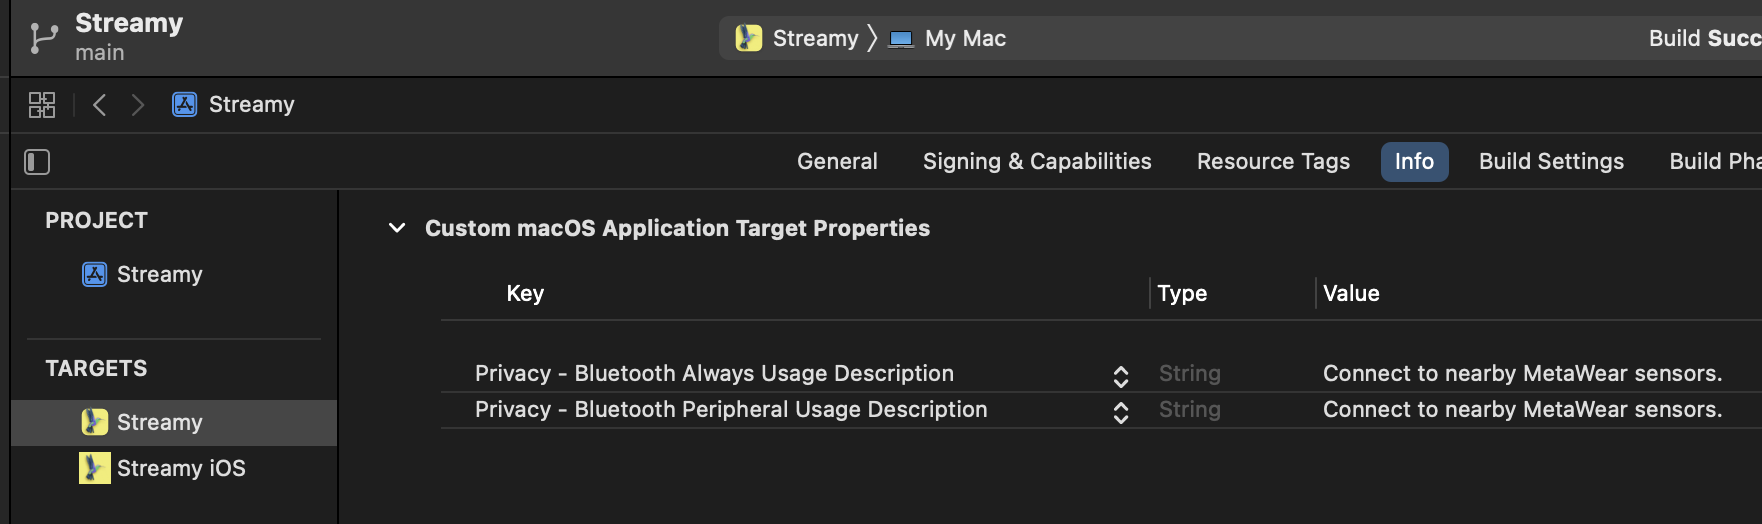 Streamy
main
Streamy 〉 My Mac
Build Succ
Streamy
General Signing & Capabilities Resource Tags Info Build Settings Build Pha
PROJECT
Streamy
TARGETS
Streamy
Streamy iOS
Custom macOS Application Target Properties
Key Type Value
Privacy - Bluetooth Always Usage Description String Connect to nearby MetaWear sensors.
Privacy - Bluetooth Peripheral Usage Description String Connect to nearby MetaWear sensors.